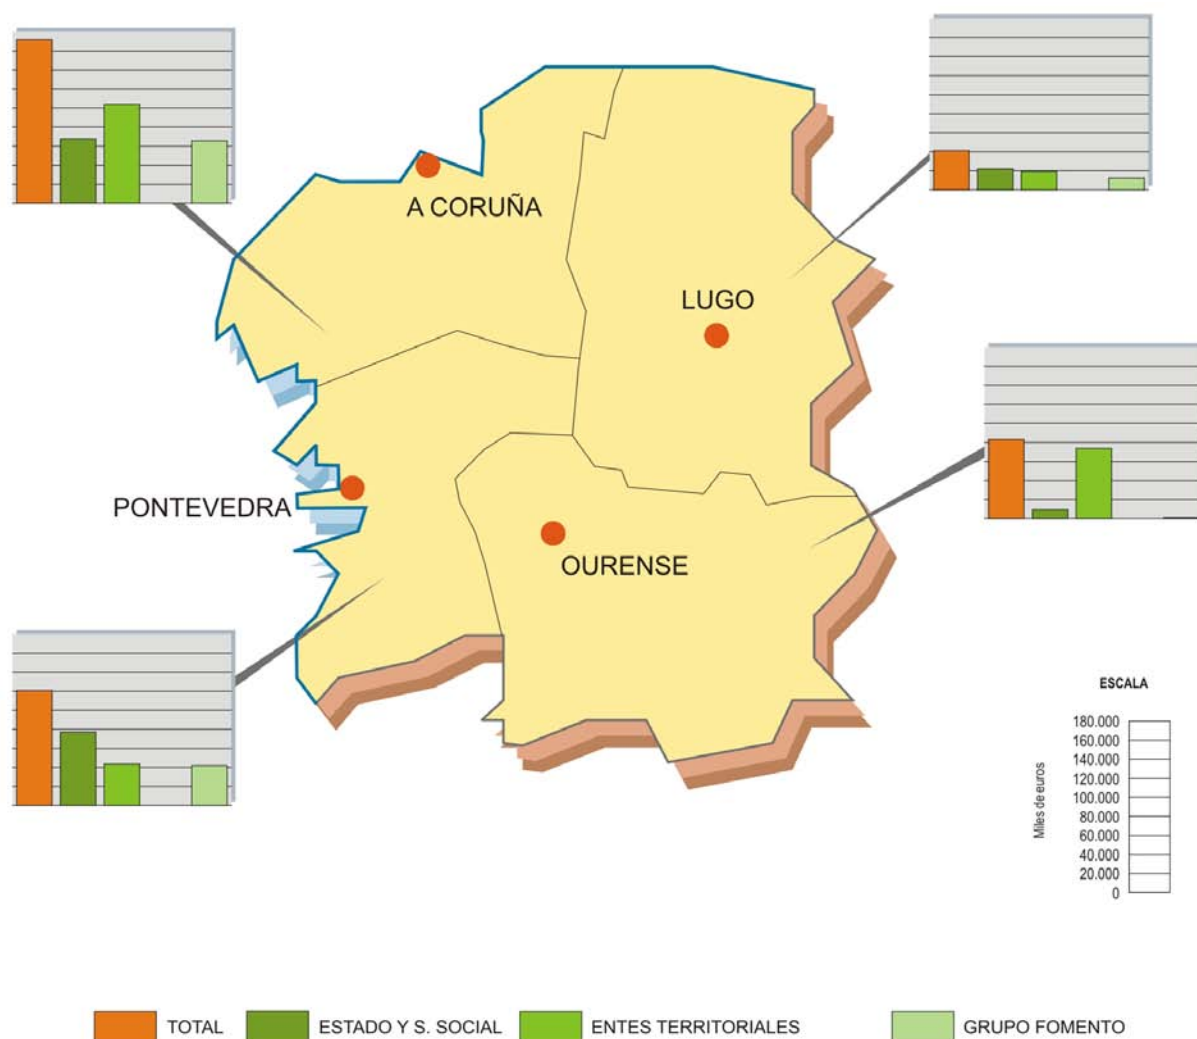 A CORUÑA
LUGO
PONTEVEDRA
OURENSE
ESCALA
Miles de euros
180.000
160.000
140.000
120.000
100.000
80.000
60.000
40.000
20.000
0
TOTAL ESTADO Y S. SOCIAL ENTES TERRITORIALES GRUPO FOMENTO